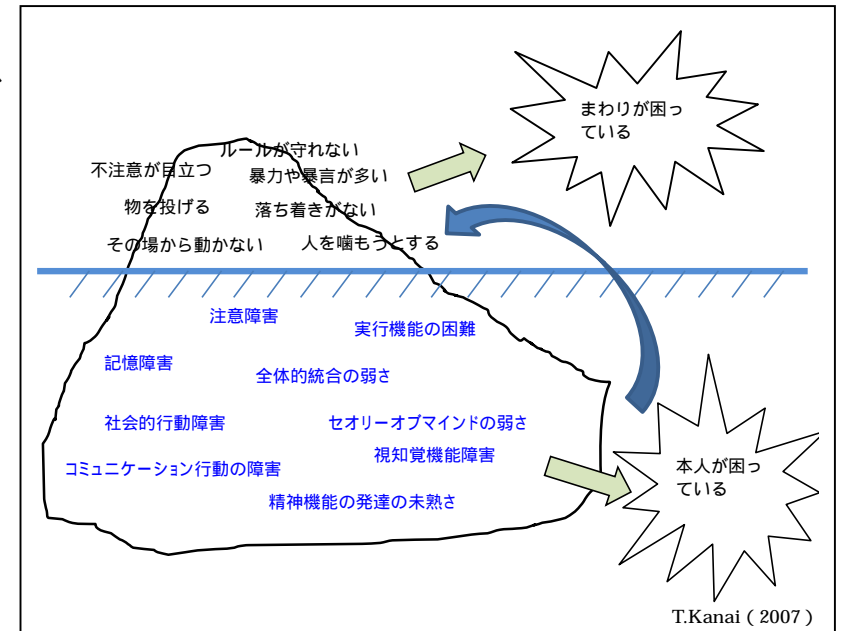 まわりが困っ
ている
ルールが守れない
不注意が目立つ
暴力や暴言が多い
物を投げる
落ち着きがない
その場から動かない
人を噛もうとする
注意障害
実行機能の困難
記憶障害
全体的統合の弱さ
社会的行動障害
セオリーオブマインドの弱さ
視知覚機能障害
コミュニケーション行動の障害
精神機能の発達の未熟さ
本人が困っ
ている
T.Kanai ( 2007 )